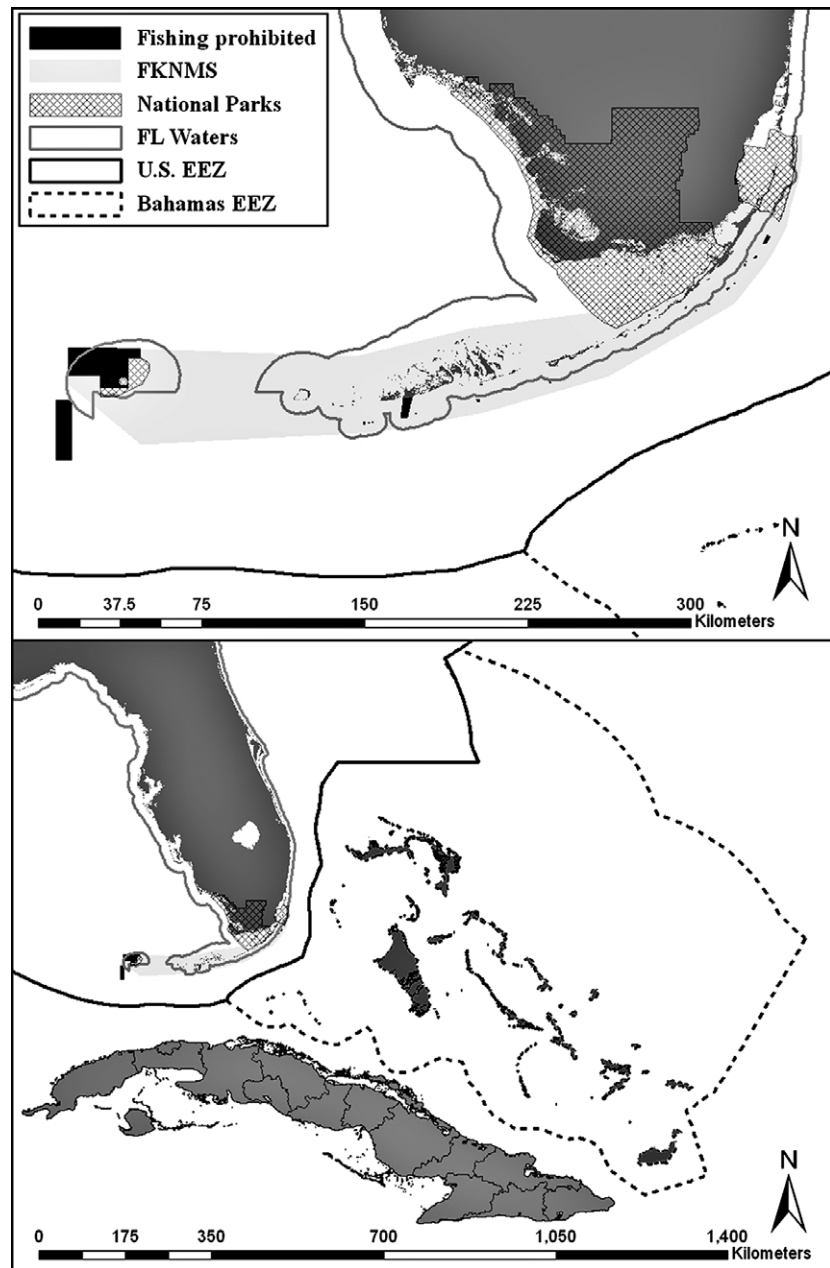 Fishing prohibited
FKNMS
National Parks
FL Waters
U.S. EEZ
Bahamas EEZ
N
0 37.5 75 150 225 300
Kilometers
N
0 175 350 700 1,050 1,400
Kilometers